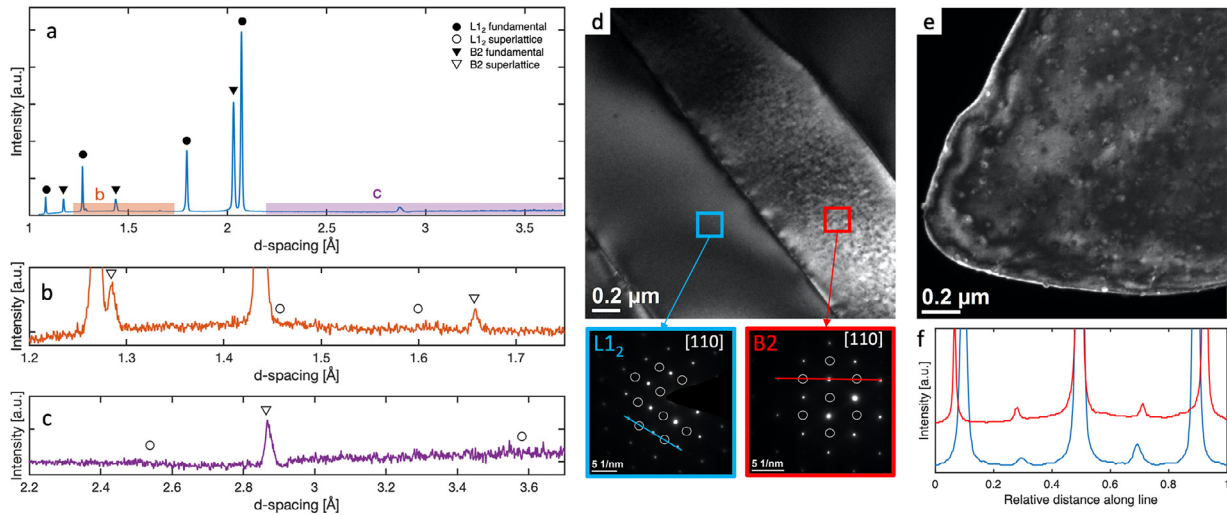 a
L1₂ fundamental
L1₂ superlattice
B2 fundamental
B2 superlattice
b
c
Intensity [a.u.]
1 1.5 2 2.5 3 3.5
d-spacing [Å]
b
Intensity [a.u.]
1.2 1.3 1.4 1.5 1.6 1.7
d-spacing [Å]
c
Intensity [a.u.]
2.2 2.4 2.6 2.8 3 3.2 3.4 3.6
d-spacing [Å]
d
0.2 μm
L1₂
[110]
5 1/nm
B2
[110]
5 1/nm
e
0.2 μm
f
Intensity [a.u.]
0 0.2 0.4 0.6 0.8 1
Relative distance along line